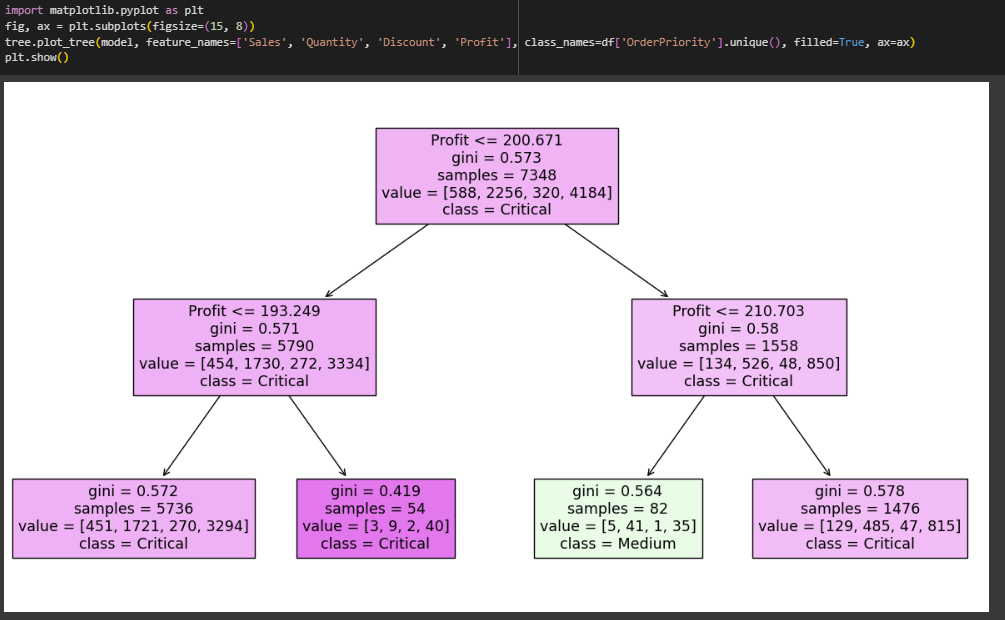 import matplotlib.pyplot as plt
fig, ax = plt.subplots(figsize=(15, 8))
tree.plot_tree(model, feature_names=['Sales', 'Quantity', 'Discount', 'Profit'], class_names=df['OrderPriority'].unique(), filled=True, ax=ax)
plt.show()
Profit <= 200.671
gini = 0.573
samples = 7348
value = [588, 2256, 320, 4184]
class = Critical
Profit <= 193.249
gini = 0.571
samples = 5790
value = [454, 1730, 272, 3334]
class = Critical
Profit <= 210.703
gini = 0.58
samples = 1558
value = [134, 526, 48, 850]
class = Critical
gini = 0.572
samples = 5736
value = [451, 1721, 270, 3294]
class = Critical
gini = 0.419
samples = 54
value = [3, 9, 2, 40]
class = Critical
gini = 0.564
samples = 82
value = [5, 41, 1, 35]
class = Medium
gini = 0.578
samples = 1476
value = [129, 485, 47, 815]
class = Critical